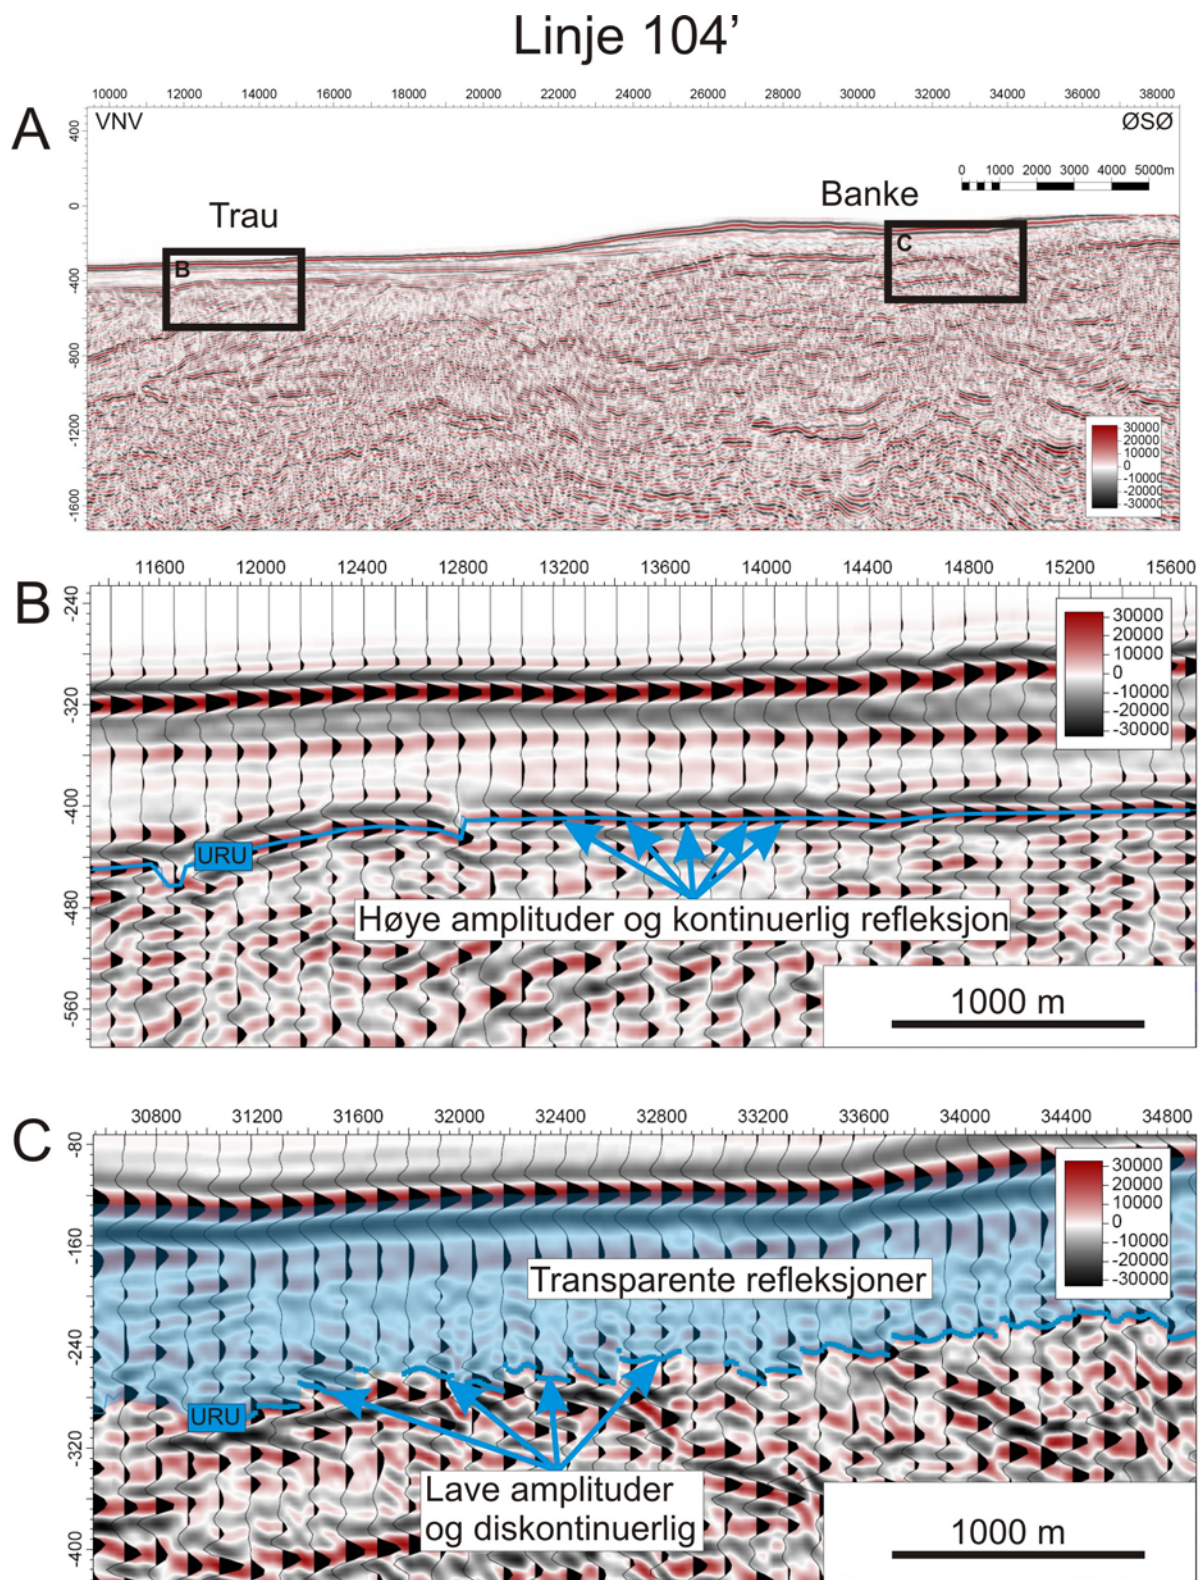 Linje 104’
10000 12000 14000 16000 18000 20000 22000 24000 26000 28000 30000 32000 34000 36000 38000
A
VNV
ØSØ
400
0
-400
-800
-1200
-1600
0 1000 2000 3000 4000 5000m
Trau
Banke
B
C
30000
20000
10000
0
-10000
-20000
-30000
B
11600 12000 12400 12800 13200 13600 14000 14400 14800 15200 15600
-240
-320
-400
-480
-560
30000
20000
10000
0
-10000
-20000
-30000
URU
Høye amplituder og kontinuerlig refleksjon
1000 m
C
30800 31200 31600 32000 32400 32800 33200 33600 34000 34400 34800
-80
-160
-240
-320
-400
30000
20000
10000
0
-10000
-20000
-30000
Transparente refleksjoner
URU
Lave amplituder
og diskontinuerlig
1000 m